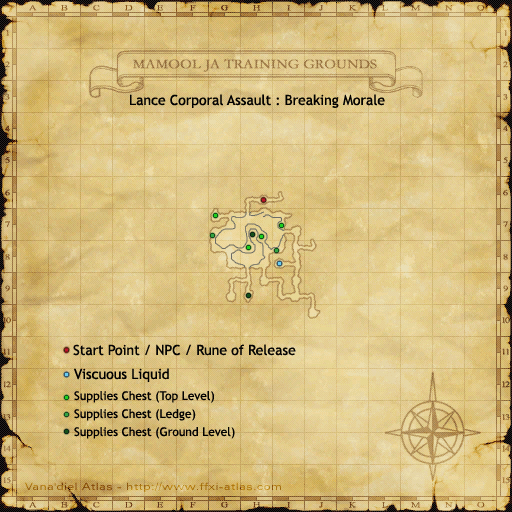 A B C D E F G H I J K L M N O
MAMOOL JA TRAINING GROUNDS
Lance Corporal Assault : Breaking Morale
Start Point / NPC / Rune of Release
Viscuous Liquid
Supplies Chest (Top Level)
Supplies Chest (Ledge)
Supplies Chest (Ground Level)
Vana'diel Atlas - http://www.ffxi-atlas.com
A B C D E F G H I J K L M N O